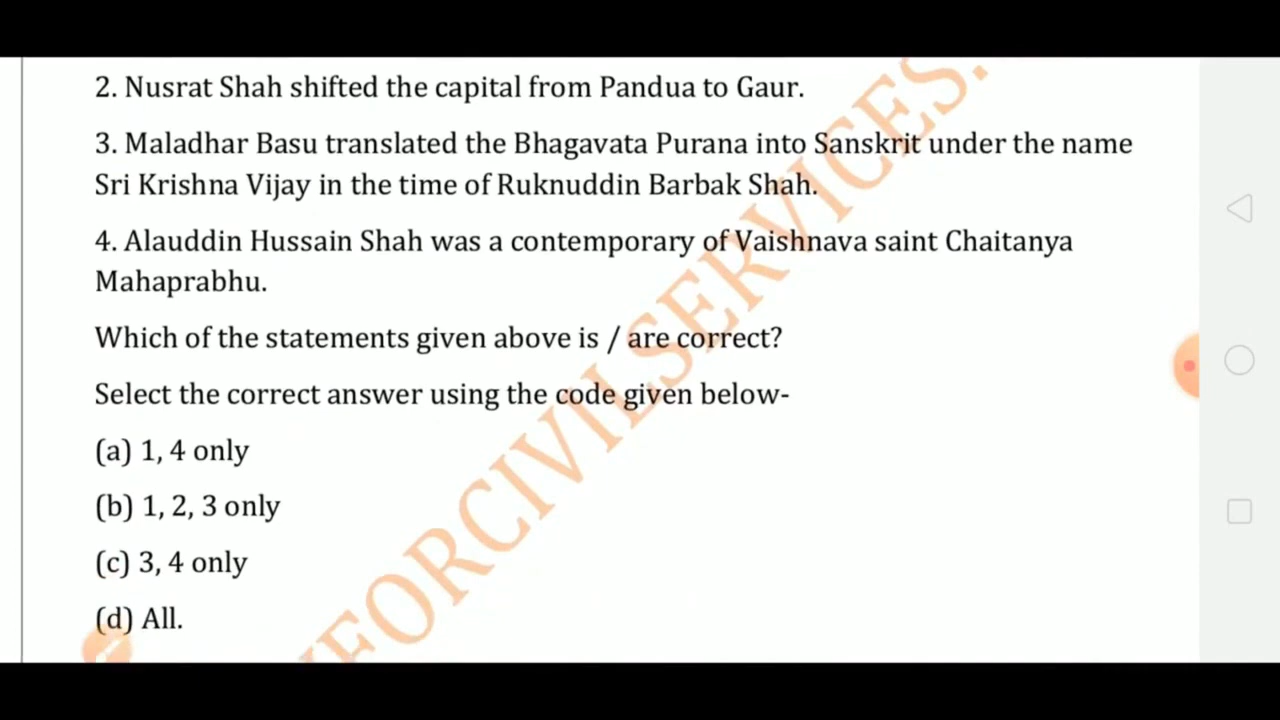 2. Nusrat Shah shifted the capital from Pandua to Gaur.
3. Maladhar Basu translated the Bhagavata Purana into Sanskrit under the name
Sri Krishna Vijay in the time of Ruknuddin Barbak Shah.
4. Alauddin Hussain Shah was a contemporary of Vaishnava saint Chaitanya
Mahaprabhu.
Which of the statements given above is / are correct?
Select the correct answer using the code given below-
(a) 1, 4 only
(b) 1, 2, 3 only
(c) 3, 4 only
(d) All.
FORCIVILSERVICES.